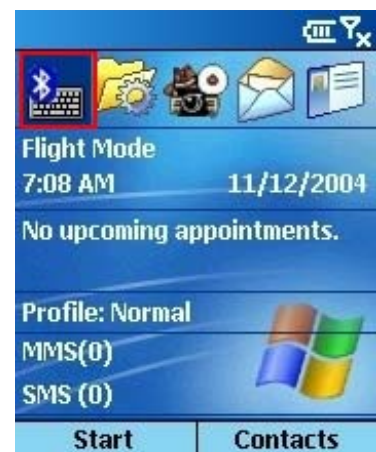 Flight Mode
7:08 AM 11/12/2004
No upcoming appointments.
Profile: Normal
MMS(0)
SMS (0)
Start Contacts